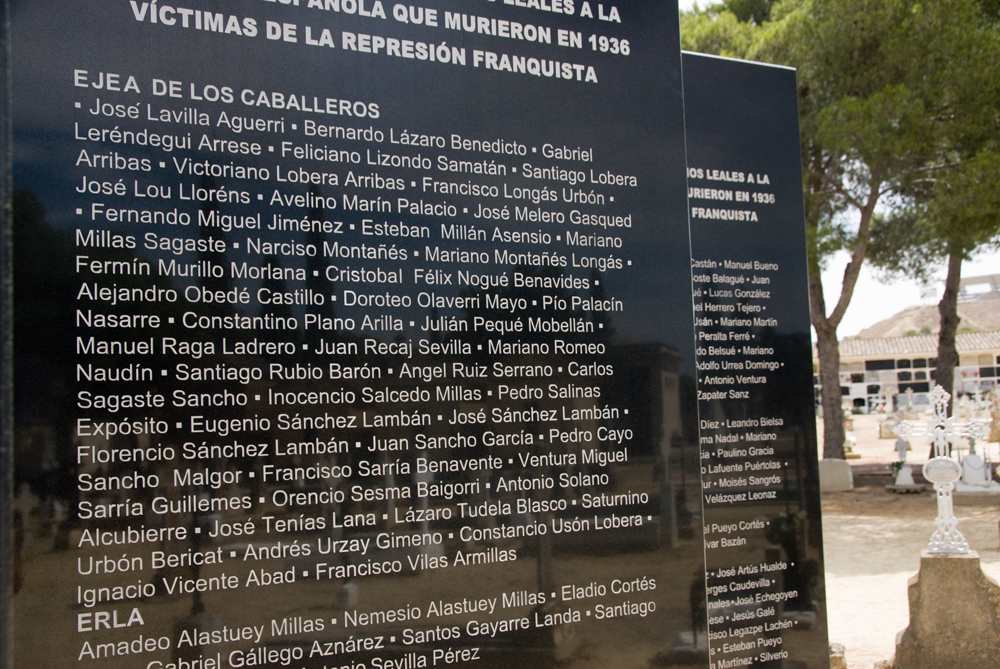 LEALES A LA
ESPAÑOLA QUE MURIERON EN 1936
VÍCTIMAS DE LA REPRESIÓN FRANQUISTA
EJEA DE LOS CABALLEROS
▪ José Lavilla Aguerri ▪ Bernardo Lázaro Benedicto ▪ Gabriel
Leréndegui Arrese ▪ Feliciano Lizondo Samatán ▪ Santiago Lobera
Arribas ▪ Victoriano Lobera Arribas ▪ Francisco Longás Urbón ▪
José Lou Lloréns ▪ Avelino Marín Palacio ▪ José Melero Gasqued
▪ Fernando Miguel Jiménez ▪ Esteban Millán Asensio ▪ Mariano
Millas Sagaste ▪ Narciso Montañés ▪ Mariano Montañés Longás ▪
Fermín Murillo Morlana ▪ Cristobal Félix Nogué Benavides ▪
Alejandro Obedé Castillo ▪ Doroteo Olaverri Mayo ▪ Pío Palacín
Nasarre ▪ Constantino Plano Arilla ▪ Julián Pequé Mobellán ▪
Manuel Raga Ladrero ▪ Juan Recaj Sevilla ▪ Mariano Romeo
Naudín ▪ Santiago Rubio Barón ▪ Angel Ruiz Serrano ▪ Carlos
Sagaste Sancho ▪ Inocencio Salcedo Millas ▪ Pedro Salinas
Expósito ▪ Eugenio Sánchez Lambán ▪ José Sánchez Lambán ▪
Florencio Sánchez Lambán ▪ Juan Sancho García ▪ Pedro Cayo
Sancho Malgor ▪ Francisco Sarría Benavente ▪ Ventura Miguel
Sarría Guillemes ▪ Orencio Sesma Baigorri ▪ Antonio Solano
Alcubierre ▪ José Tenías Lana ▪ Lázaro Tudela Blasco ▪ Saturnino
Urbón Bericat ▪ Andrés Urzay Gimeno ▪ Constancio Usón Lobera ▪
Ignacio Vicente Abad ▪ Francisco Vilas Armillas
ERLA
Amadeo Alastuey Millas ▪ Nemesio Alastuey Millas ▪ Eladio Cortés
Gabriel Gállego Aznárez ▪ Santos Gayarre Landa ▪ Santiago
Sevilla Pérez
LEALES A LA
EN 1936
FRANQUISTA
▪ Manuel Bueno
Balagué ▪ Juan
▪ Lucas González
Herrero Tejero ▪
▪ Mariano Martín
Peralta Ferré ▪
Belsué ▪ Mariano
Adolfo Urrea Domingo ▪
▪ Antonio Ventura
Zapater Sanz
Díez ▪ Leandro Bielsa
Nadal ▪ Mariano
▪ Paulino Gracia
Lafuente Puértolas ▪
▪ Moisés Sangrós
Velázquez Leonaz
Pueyo Cortés ▪
Bazán
▪ José Artús Hualde ▪
Caudevilla ▪
▪ José Echegoyen
▪ Jesús Galé
Legazpe Lachén ▪
▪ Esteban Pueyo
Martínez ▪ Silverio